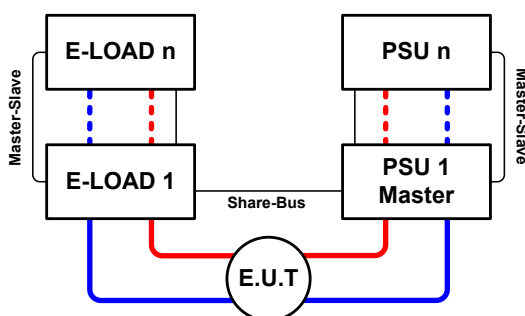 E-LOAD n
PSU n
Master-Slave
Master-Slave
E-LOAD 1
PSU 1
Master
Share-Bus
E.U.T